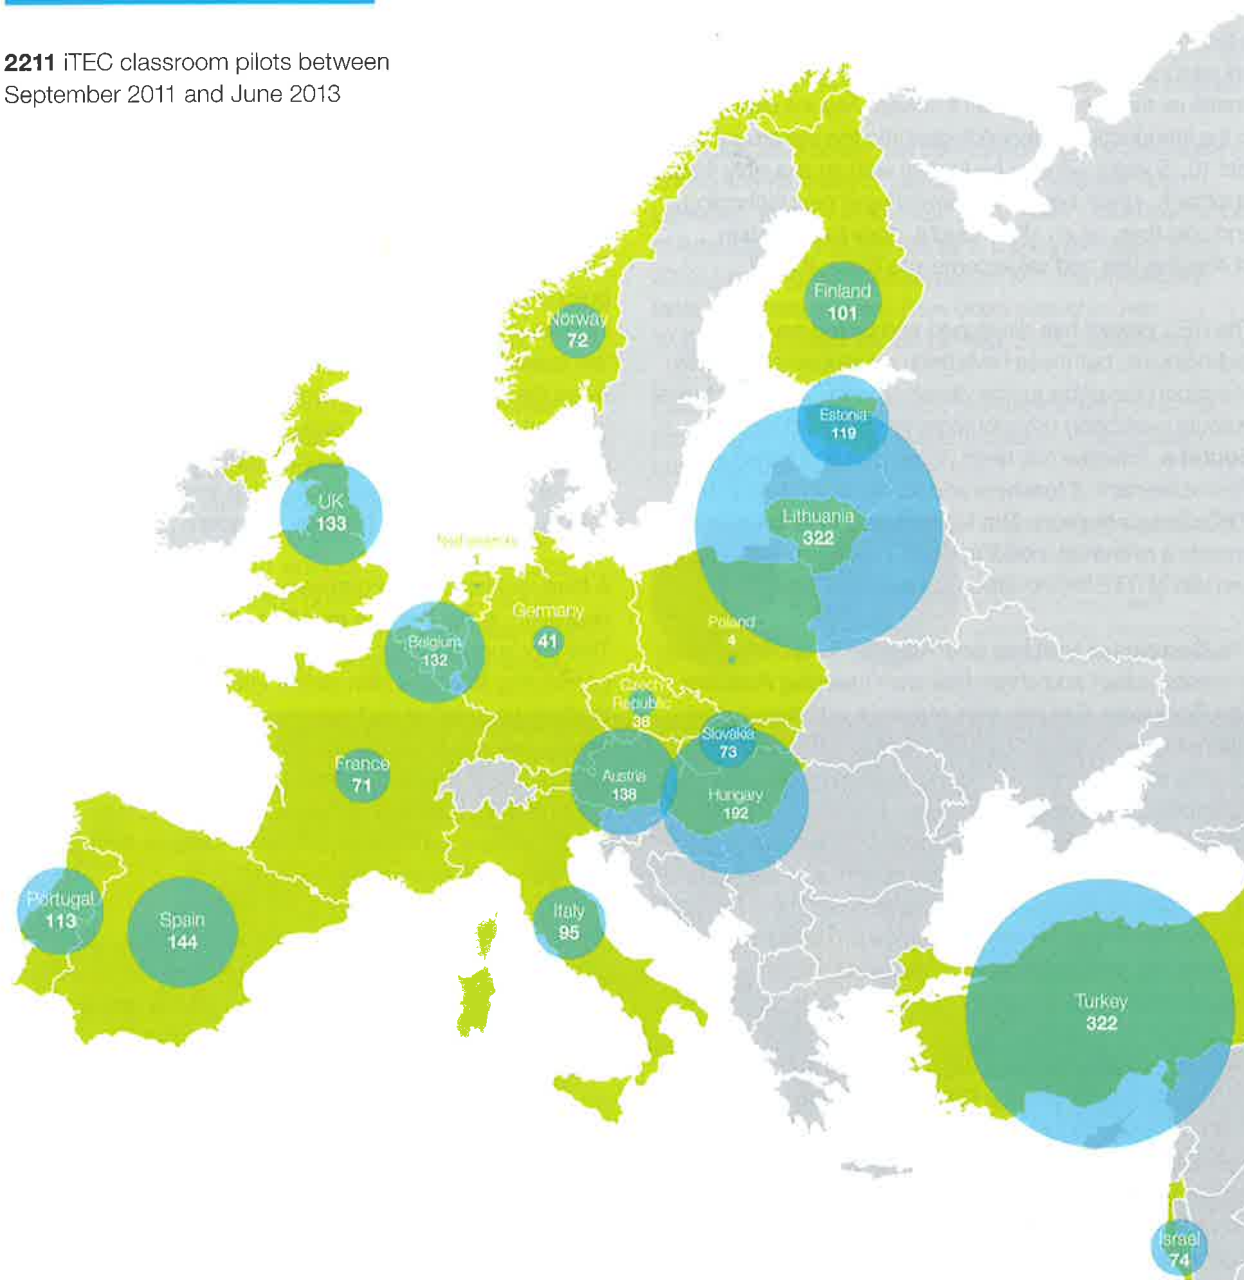 2211 iTEC classroom pilots between
September 2011 and June 2013
Finland
101
Norway
72
Estonia
119
UK
133
Lithuania
322
Netherlands
1
Germany
41
Poland
4
Belgium
132
Czech
Republic
38
Slovakia
73
France
71
Austria
138
Hungary
192
Portugal
113
Spain
144
Italy
95
Turkey
322
Israel
74